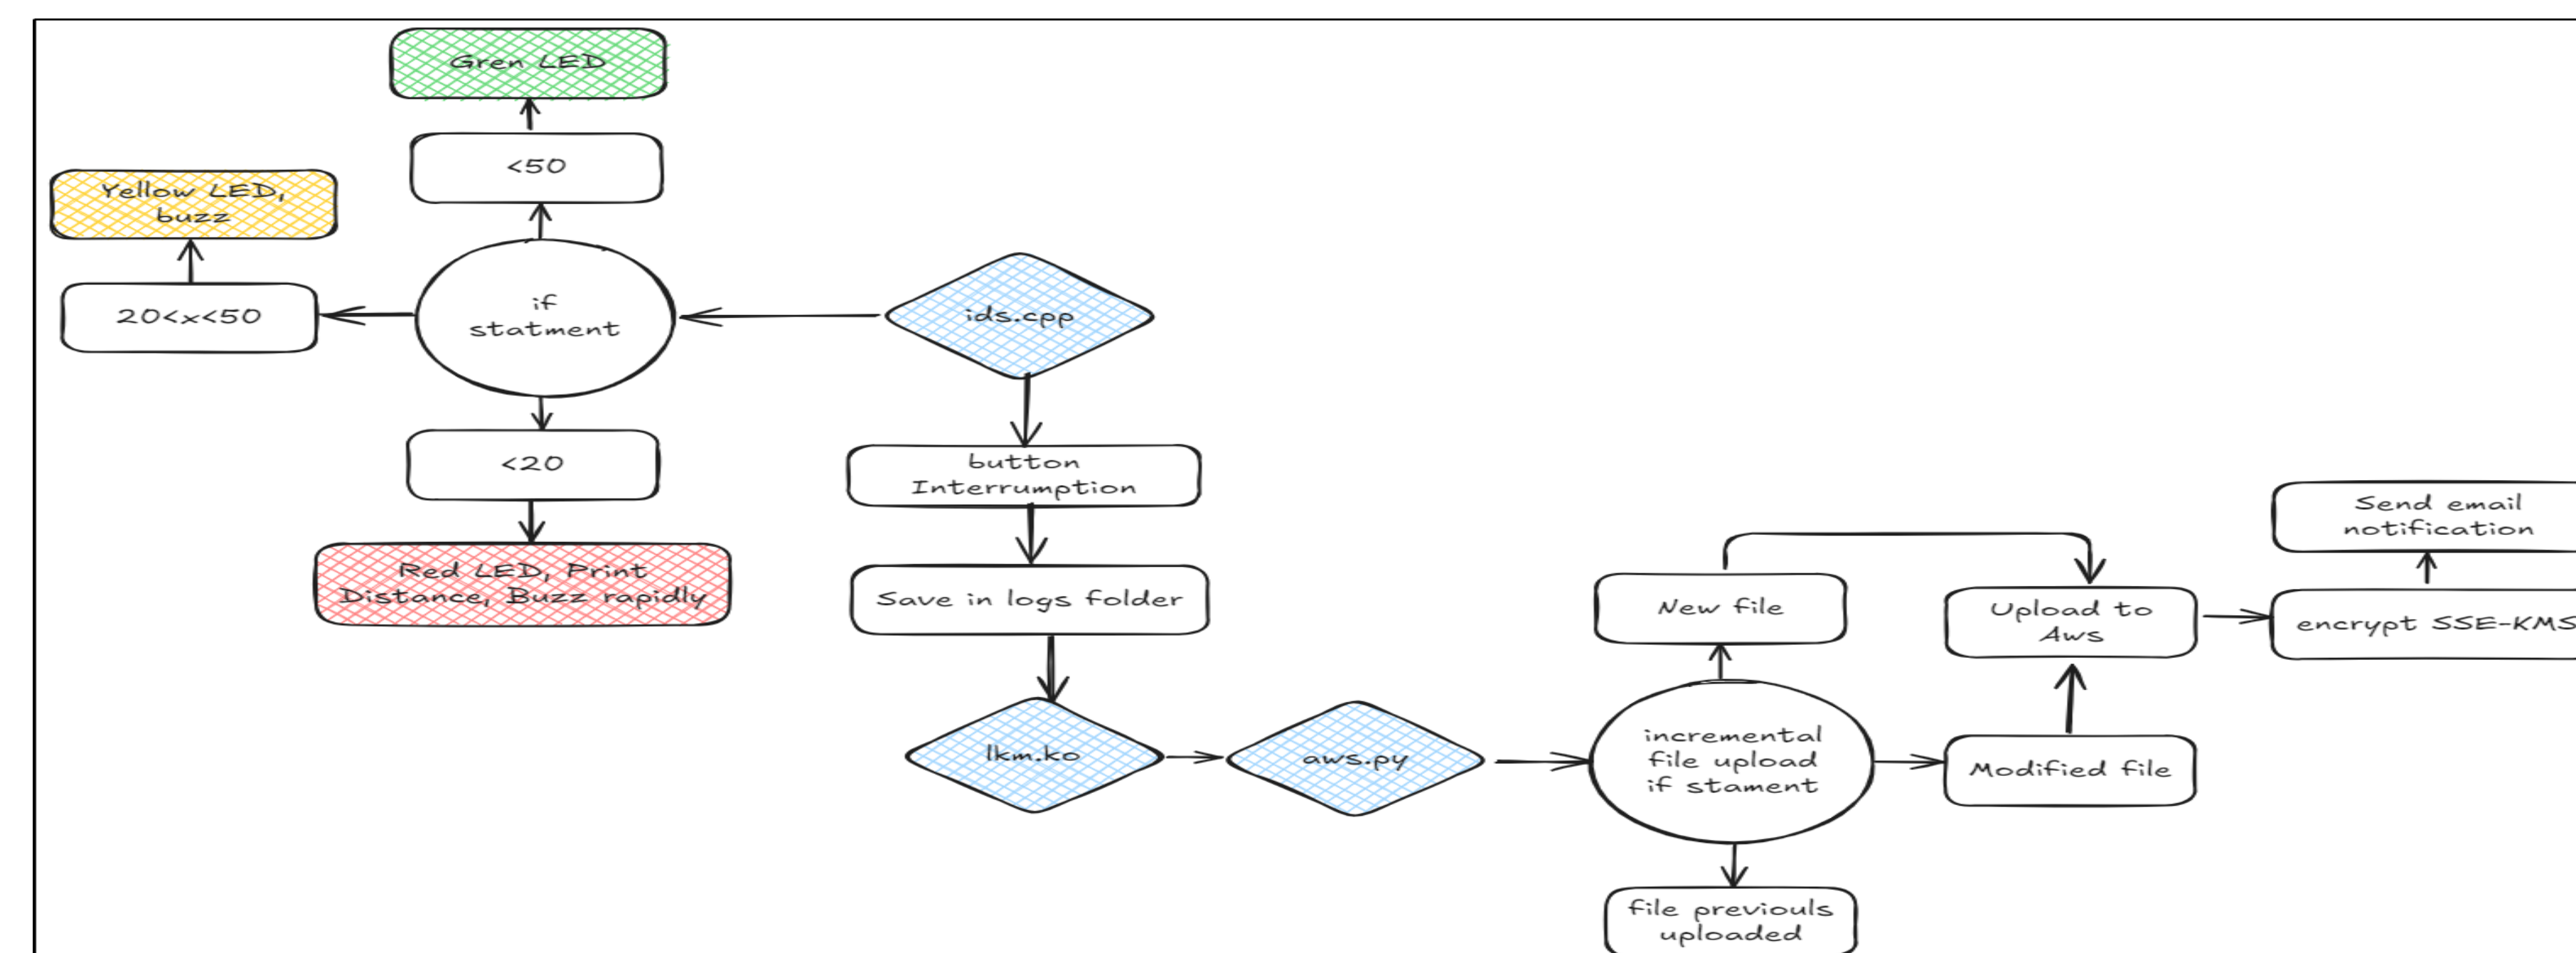 Gren LED
<50
Yellow LED,
buzz
20<x<50
if
statment
ids.cpp
<20
Red LED, Print
Distance, Buzz rapidly
button
Interrumption
Save in logs folder
lkm.ko
aws.py
incremental
file upload
if stament
New file
Upload to
Aws
Modified file
file previouls
uploaded
Send email
notification
encrypt SSE-KMS